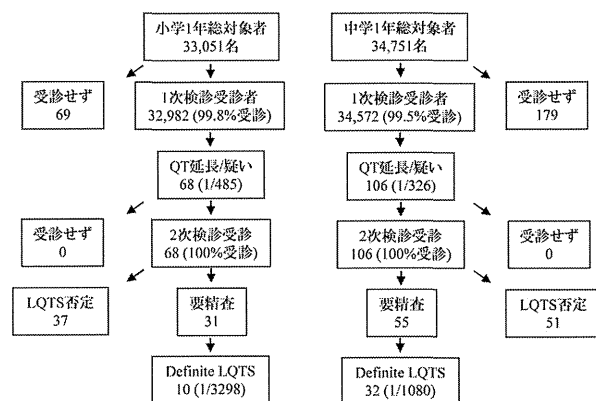 小学1年総対象者
33,051名
中学1年総対象者
34,751名
受診せず
69
1次検診受診者
32,982 (99.8%受診)
1次検診受診者
34,572 (99.5%受診)
受診せず
179
QT延長/疑い
68 (1/485)
QT延長/疑い
106 (1/326)
受診せず
0
2次検診受診
68 (100%受診)
2次検診受診
106 (100%受診)
受診せず
0
LQTS否定
37
要精査
31
要精査
55
LQTS否定
51
Definite LQTS
10 (1/3298)
Definite LQTS
32 (1/1080)